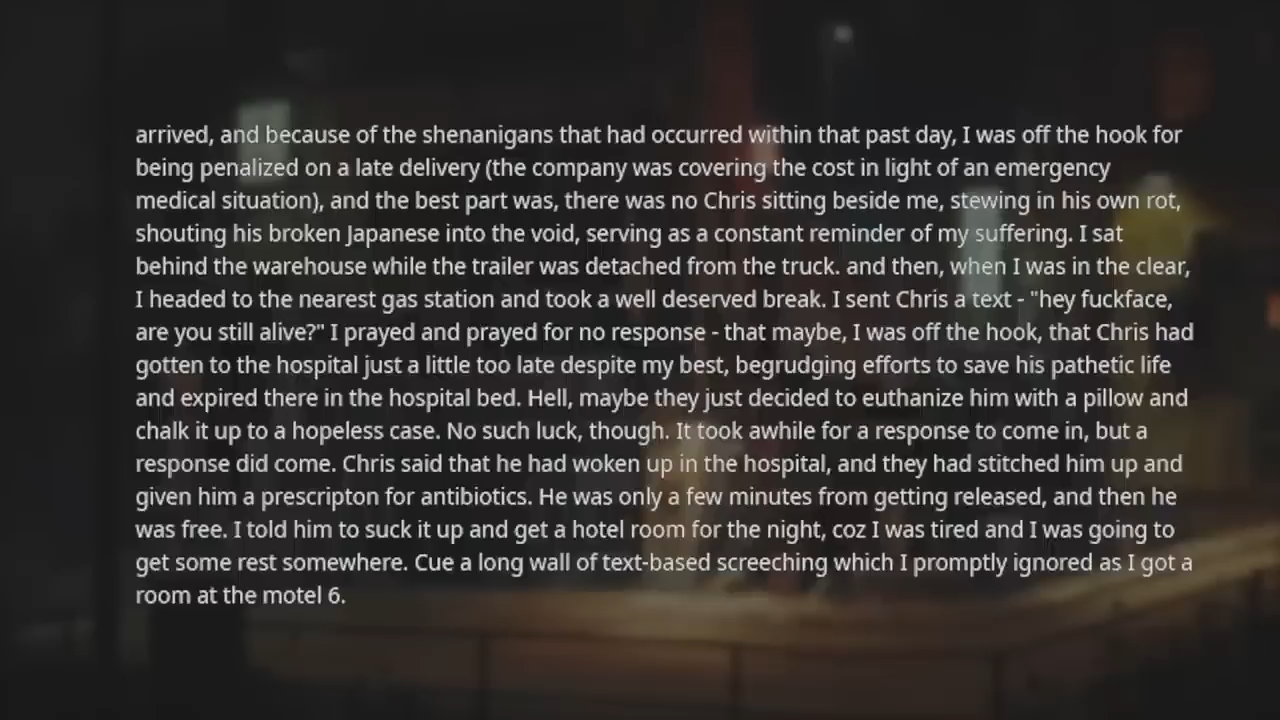 arrived, and because of the shenanigans that had occurred within that past day, I was off the hook for
being penalized on a late delivery (the company was covering the cost in light of an emergency
medical situation), and the best part was, there was no Chris sitting beside me, stewing in his own rot,
shouting his broken Japanese into the void, serving as a constant reminder of my suffering. I sat
behind the warehouse while the trailer was detached from the truck. and then, when I was in the clear,
I headed to the nearest gas station and took a well deserved break. I sent Chris a text - "hey fuckface,
are you still alive?" I prayed and prayed for no response - that maybe, I was off the hook, that Chris had
gotten to the hospital just a little too late despite my best, begrudging efforts to save his pathetic life
and expired there in the hospital bed. Hell, maybe they just decided to euthanize him with a pillow and
chalk it up to a hopeless case. No such luck, though. It took awhile for a response to come in, but a
response did come. Chris said that he had woken up in the hospital, and they had stitched him up and
given him a prescripton for antibiotics. He was only a few minutes from getting released, and then he
was free. I told him to suck it up and get a hotel room for the night, coz I was tired and I was going to
get some rest somewhere. Cue a long wall of text-based screeching which I promptly ignored as I got a
room at the motel 6.